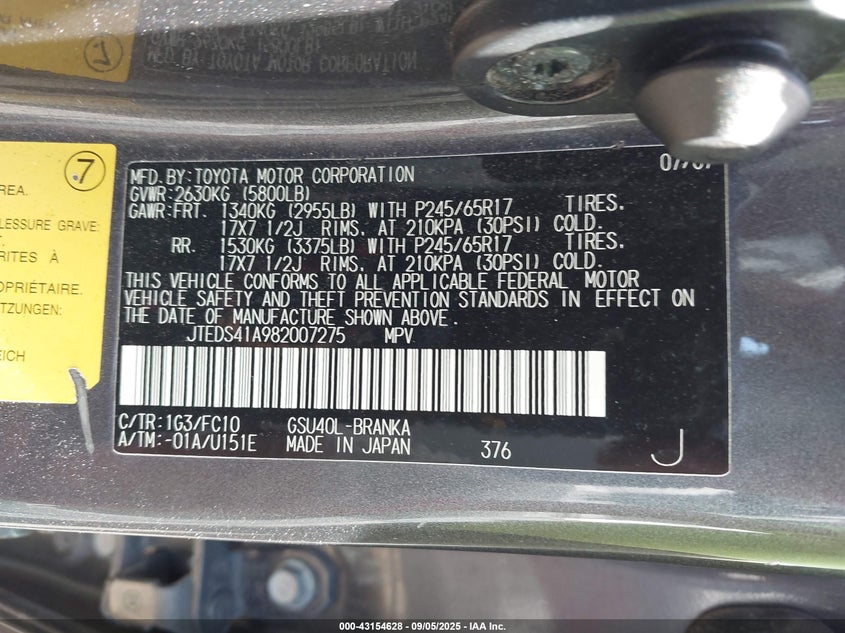 7
REA.
LESSURE GRAVE:
RITES À
OPRIÉTAIRE.
TZUNGEN:
EICH
MFD.BY:TOYOTA MOTOR CORPORATION 07/07
GVWR:2630KG (5800LB)
GAWR:FRT. 1340KG (2955LB) WITH P245/65R17 TIRES.
17X7 1/2J RIMS. AT 210KPA (30PSI) COLD.
RR. 1530KG (3375LB) WITH P245/65R17 TIRES.
17X7 1/2J RIMS. AT 210KPA (30PSI) COLD.
THIS VEHICLE CONFORMS TO ALL APPLICABLE FEDERAL MOTOR
VEHICLE SAFETY AND THEFT PREVENTION STANDARDS IN EFFECT ON
THE DATE OF MANUFACTURE SHOWN ABOVE.
JTEDS41A982007275 MPV
C/TR:1G3/FC10 GSU40L-BRANKA
A/TM:-01A/U151E MADE IN JAPAN 376 J
000-43154628 - 09/05/2025 - IAA Inc.